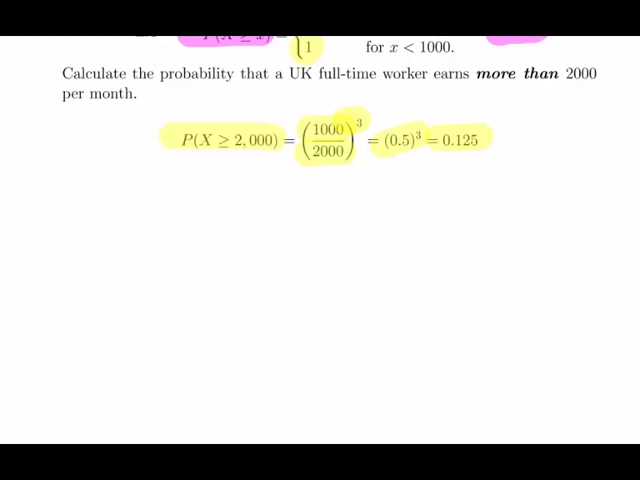 1 for x < 1000.
Calculate the probability that a UK full-time worker earns more than 2000
per month.
P(X ≥ 2,000) = (1000/2000)^3 = (0.5)^3 = 0.125